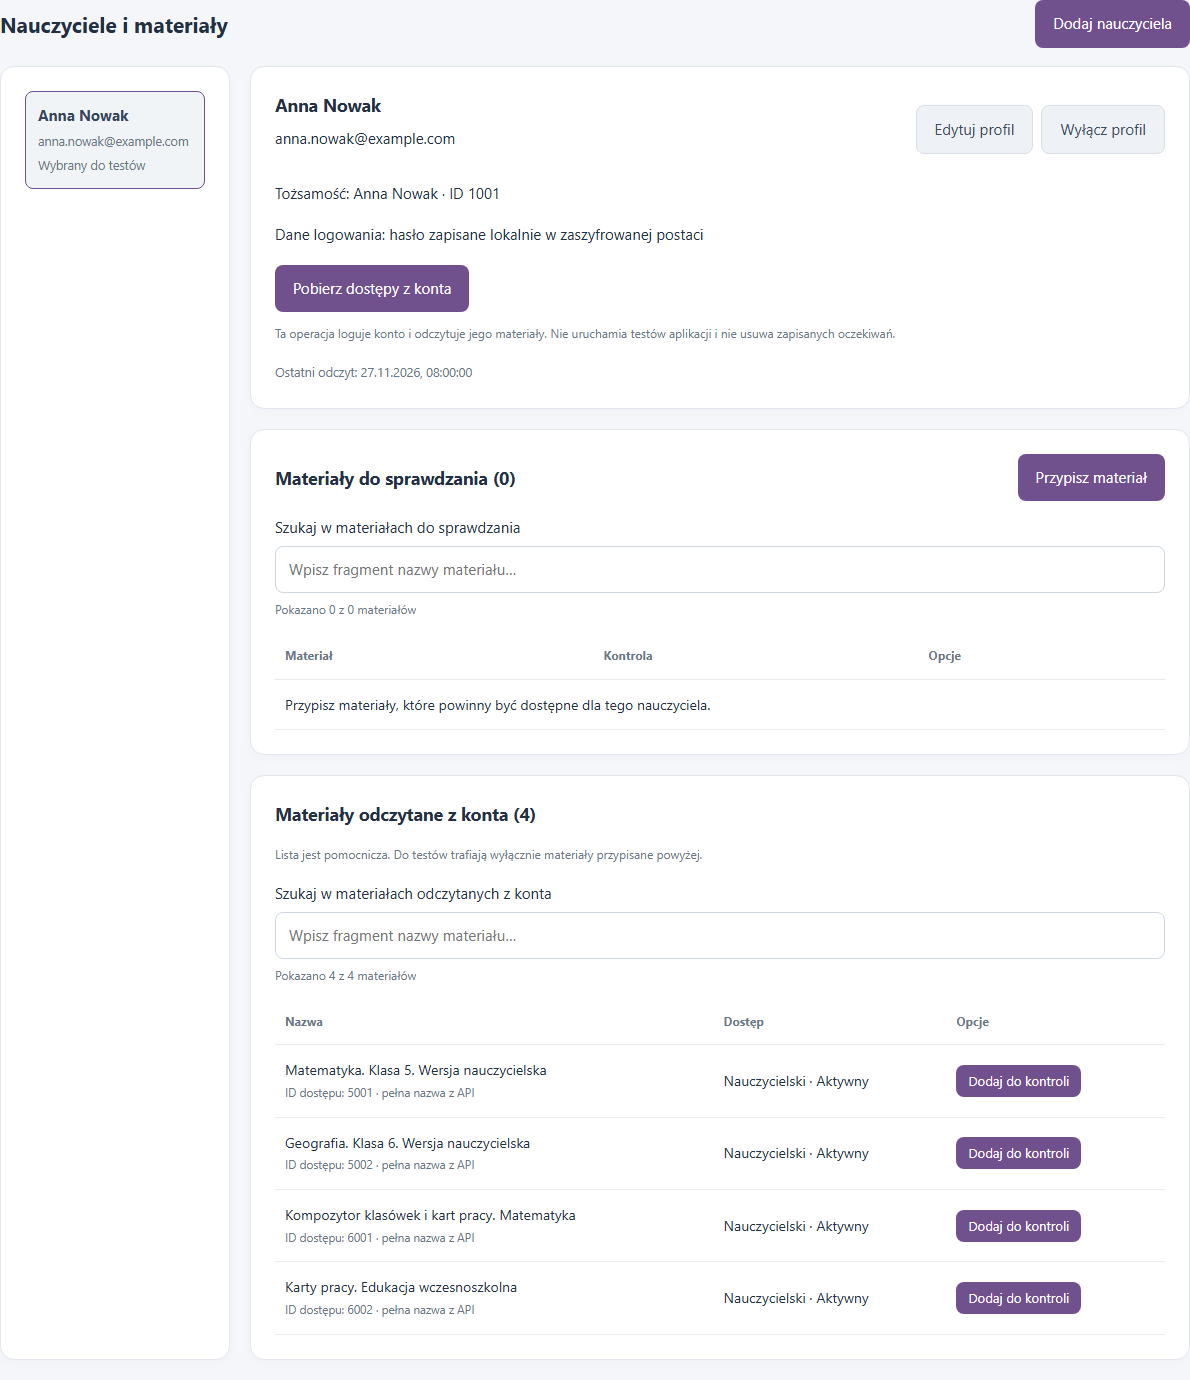 Nauczyciele i materiały
Dodaj nauczyciela
Anna Nowak
anna.nowak@example.com
Wybrany do testów
Anna Nowak
anna.nowak@example.com
Edytuj profil
Wyłącz profil
Tożsamość: Anna Nowak · ID 1001
Dane logowania: hasło zapisane lokalnie w zaszyfrowanej postaci
Pobierz dostępy z konta
Ta operacja loguje konto i odczytuje jego materiały. Nie uruchamia testów aplikacji i nie usuwa zapisanych oczekiwań.
Ostatni odczyt: 27.11.2026, 08:00:00
Materiały do sprawdzania (0)
Przypisz materiał
Szukaj w materiałach do sprawdzania
Wpisz fragment nazwy materiału...
Pokazano 0 z 0 materiałów
Materiał Kontrola Opcje
Przypisz materiały, które powinny być dostępne dla tego nauczyciela.
Materiały odczytane z konta (4)
Lista jest pomocnicza. Do testów trafiają wyłącznie materiały przypisane powyżej.
Szukaj w materiałach odczytanych z konta
Wpisz fragment nazwy materiału...
Pokazano 4 z 4 materiałów
Nazwa Dostęp Opcje
Matematyka. Klasa 5. Wersja nauczycielska
ID dostępu: 5001 · pełna nazwa z API
Nauczycielski · Aktywny
Dodaj do kontroli
Geografia. Klasa 6. Wersja nauczycielska
ID dostępu: 5002 · pełna nazwa z API
Nauczycielski · Aktywny
Dodaj do kontroli
Kompozytor klasówek i kart pracy. Matematyka
ID dostępu: 6001 · pełna nazwa z API
Nauczycielski · Aktywny
Dodaj do kontroli
Karty pracy. Edukacja wczesnoszkolna
ID dostępu: 6002 · pełna nazwa z API
Nauczycielski · Aktywny
Dodaj do kontroli